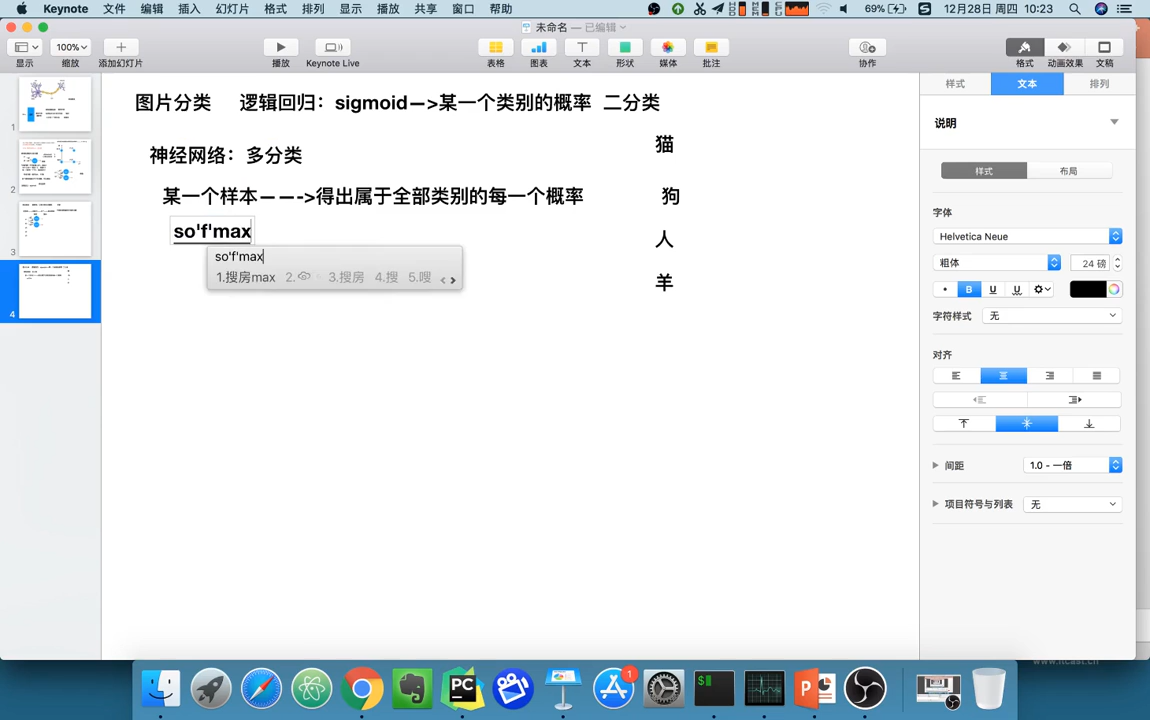 Keynote 文件 编辑 插入 幻灯片 格式 排列 显示 播放 共享 窗口 帮助 69% 12月28日 周四 10:23
未命名 — 已编辑
100%
显示 缩放 添加幻灯片 播放 Keynote Live 表格 图表 文本 形状 媒体 批注 协作 格式 动画效果 文稿
样式 文本 排列
图片分类 逻辑回归：sigmoid—>某一个类别的概率 二分类
说明
猫
神经网络：多分类
样式 布局
某一个样本——->得出属于全部类别的每一个概率 狗
字体
so'f'max
人
Helvetica Neue
so'f'max
粗体 24 磅
1.搜房max 2. 3.搜房 4.搜 5.嗖
羊
B U U
字符样式 无
对齐
间距 1.0 - 一倍
项目符号与列表 无
1
2
3
4
www.itcast.cn
PC
1
$
P